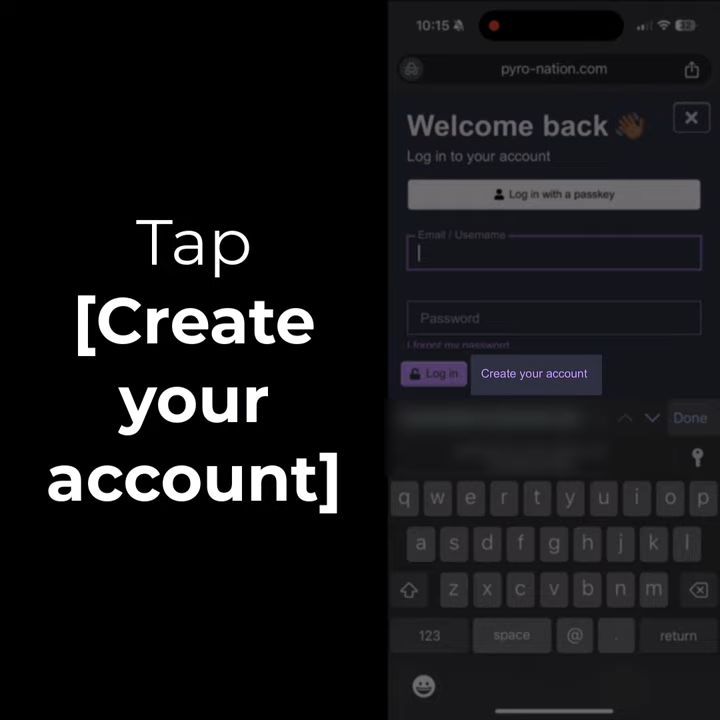 Tap
[Create
your
account]
10:15
32
pyro-nation.com
Welcome back 👋🏾
Log in to your account
Log in with a passkey
Email / Username
Password
I forgot my password
Log in
Create your account
Done
q w e r t y u i o p
a s d f g h j k l
z x c v b n m
123 space @ . return